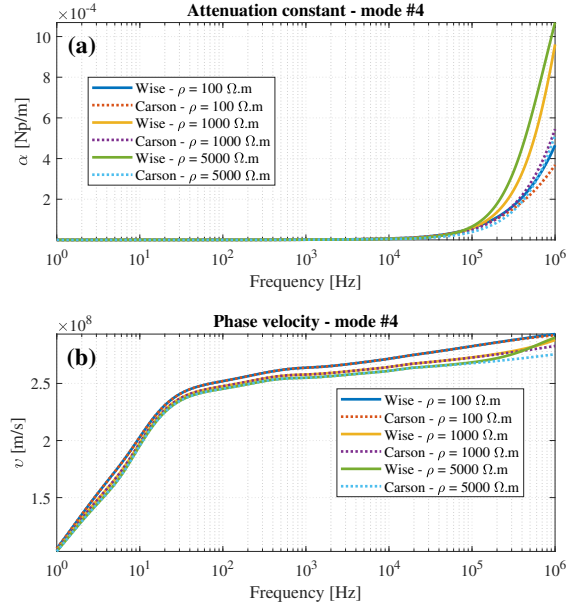 Attenuation constant - mode #4
×10⁻⁴
(a)
10
8
6
4
2
α [Np/m]
Wise - ρ = 100 Ω.m
Carson - ρ = 100 Ω.m
Wise - ρ = 1000 Ω.m
Carson - ρ = 1000 Ω.m
Wise - ρ = 5000 Ω.m
Carson - ρ = 5000 Ω.m
10⁰ 10¹ 10² 10³ 10⁴ 10⁵ 10⁶
Frequency [Hz]
Phase velocity - mode #4
×10⁸
(b)
2.5
2
1.5
υ [m/s]
Wise - ρ = 100 Ω.m
Carson - ρ = 100 Ω.m
Wise - ρ = 1000 Ω.m
Carson - ρ = 1000 Ω.m
Wise - ρ = 5000 Ω.m
Carson - ρ = 5000 Ω.m
10⁰ 10¹ 10² 10³ 10⁴ 10⁵ 10⁶
Frequency [Hz]